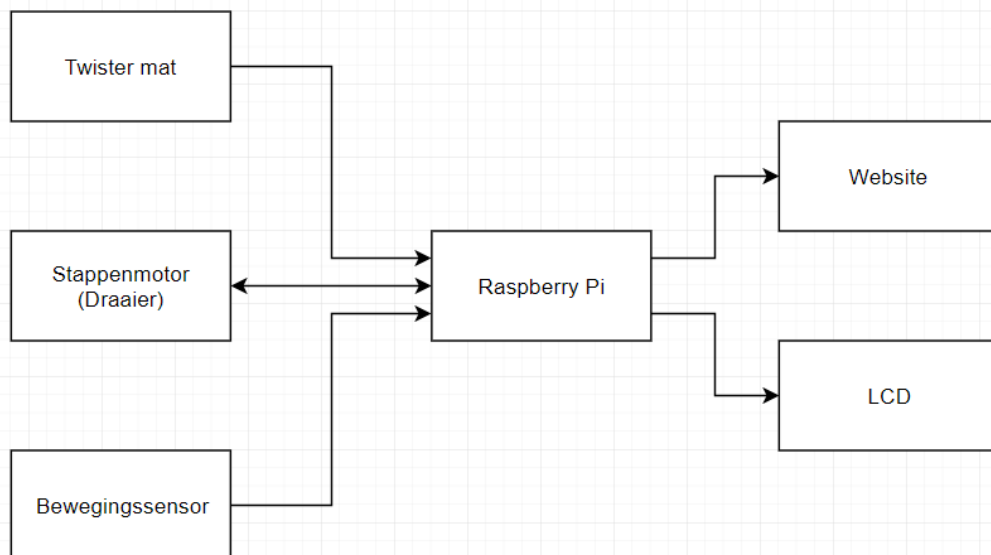 Twister mat
Website
Stappenmotor
(Draaier)
Raspberry Pi
LCD
Bewegingssensor